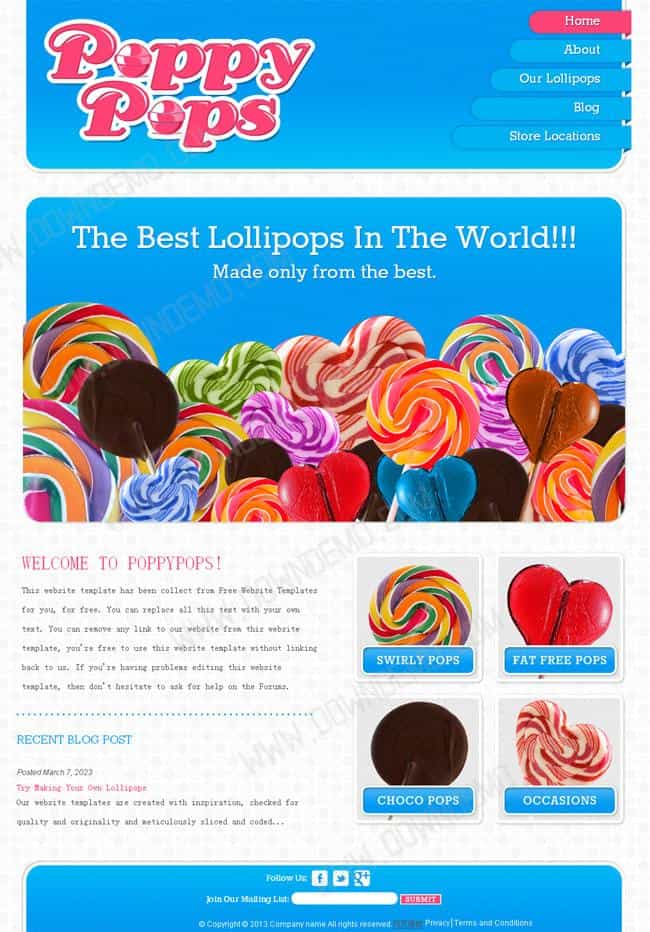 Poppy
Pops
Home
About
Our Lollipops
Blog
Store Locations
The Best Lollipops In The World!!!
Made only from the best.
WELCOME TO POPPYPOPS!
This website template has been collect from Free Website Templates
for you, for free. You can replace all this text with your own
text. You can remove any link to our website from this website
template, you're free to use this website template without linking
back to us. If you're having problems editing this website
template, then don't hesitate to ask for help on the Forums.
RECENT BLOG POST
Posted March 7, 2023
Try Making Your Own Lollipops
Our website templates are created with inspiration, checked for
quality and originality and meticulously sliced and coded...
SWIRLY POPS
FAT FREE POPS
CHOCO POPS
OCCASIONS
Follow Us:
Join Our Mailing List:
SUBMIT
© Copyright © 2013.Company name All rights reserved.
Privacy| Terms and Conditions
WWW.DOWNDEMO.COM